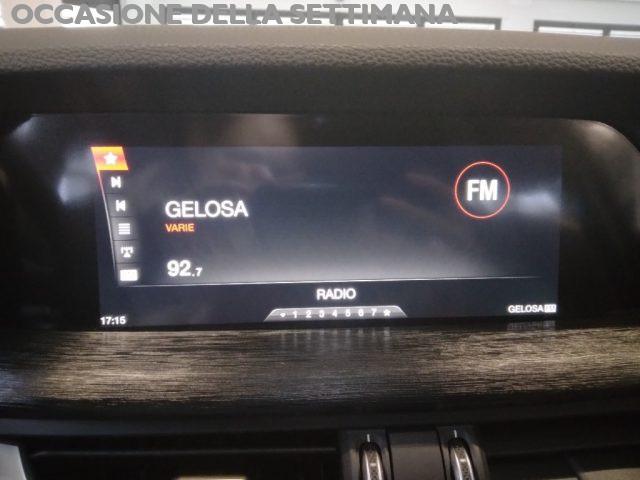 OCCASIONE DELLA SETTIMANA
FM
GELOSA
VARIE
92.7
RADIO
1 2 3 4 5 6 7
17:15
GELOSA